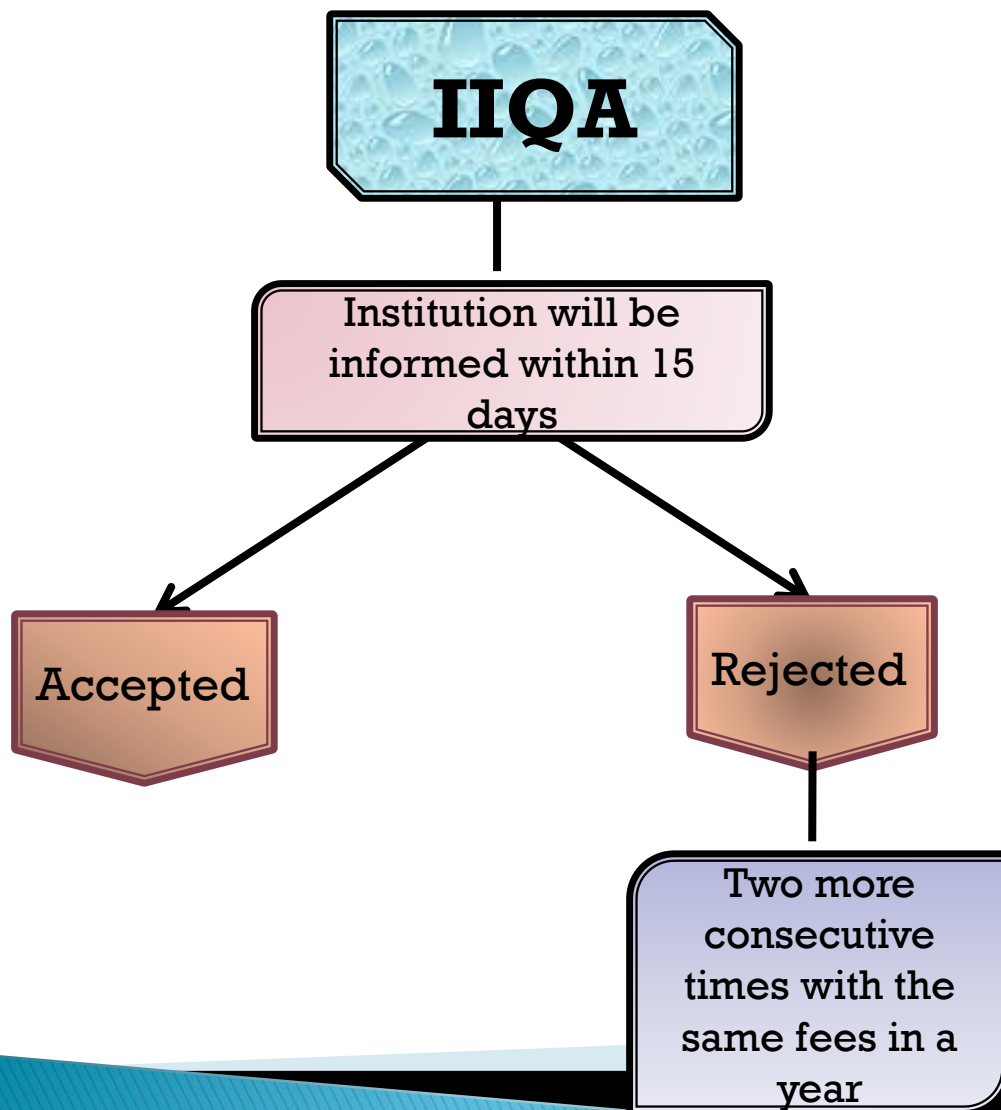 IIQA
Institution will be
informed within 15
days
Accepted
Rejected
Two more
consecutive
times with the
same fees in a
year